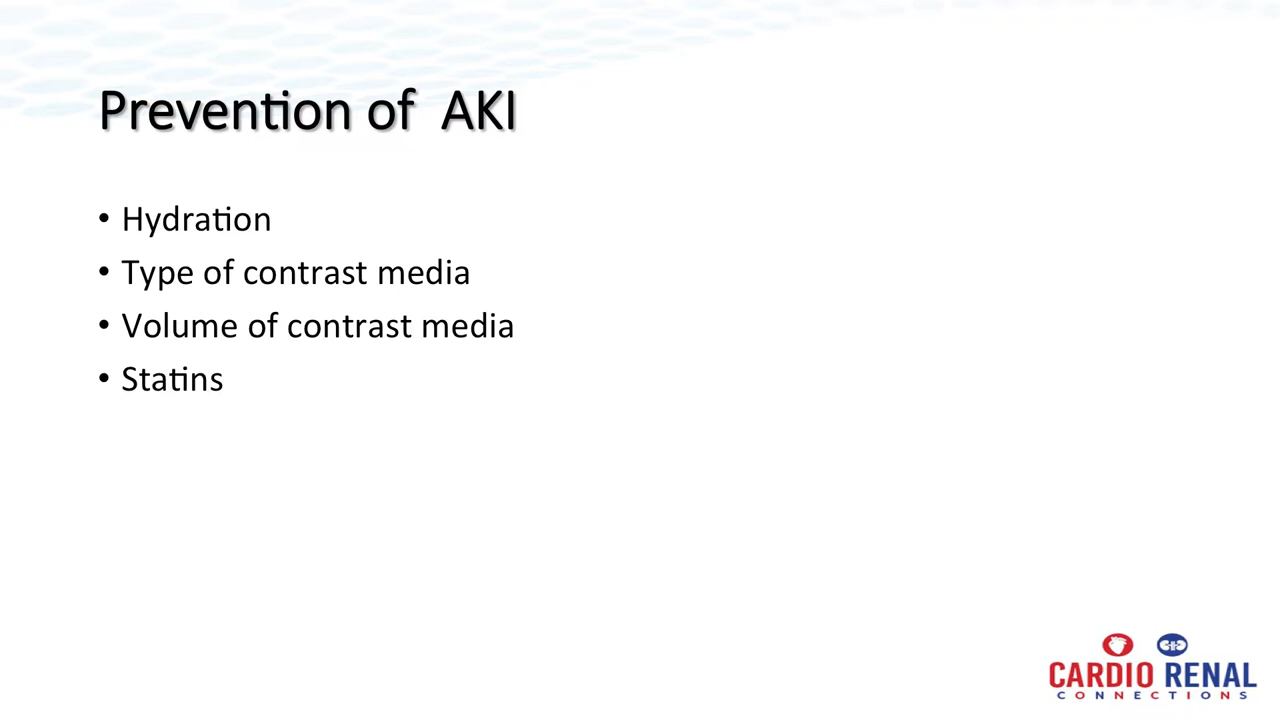 Prevention of  AKI
• Hydration
• Type of contrast media
• Volume of contrast media
• Statins
CARDIO RENAL
CONNECTIONS